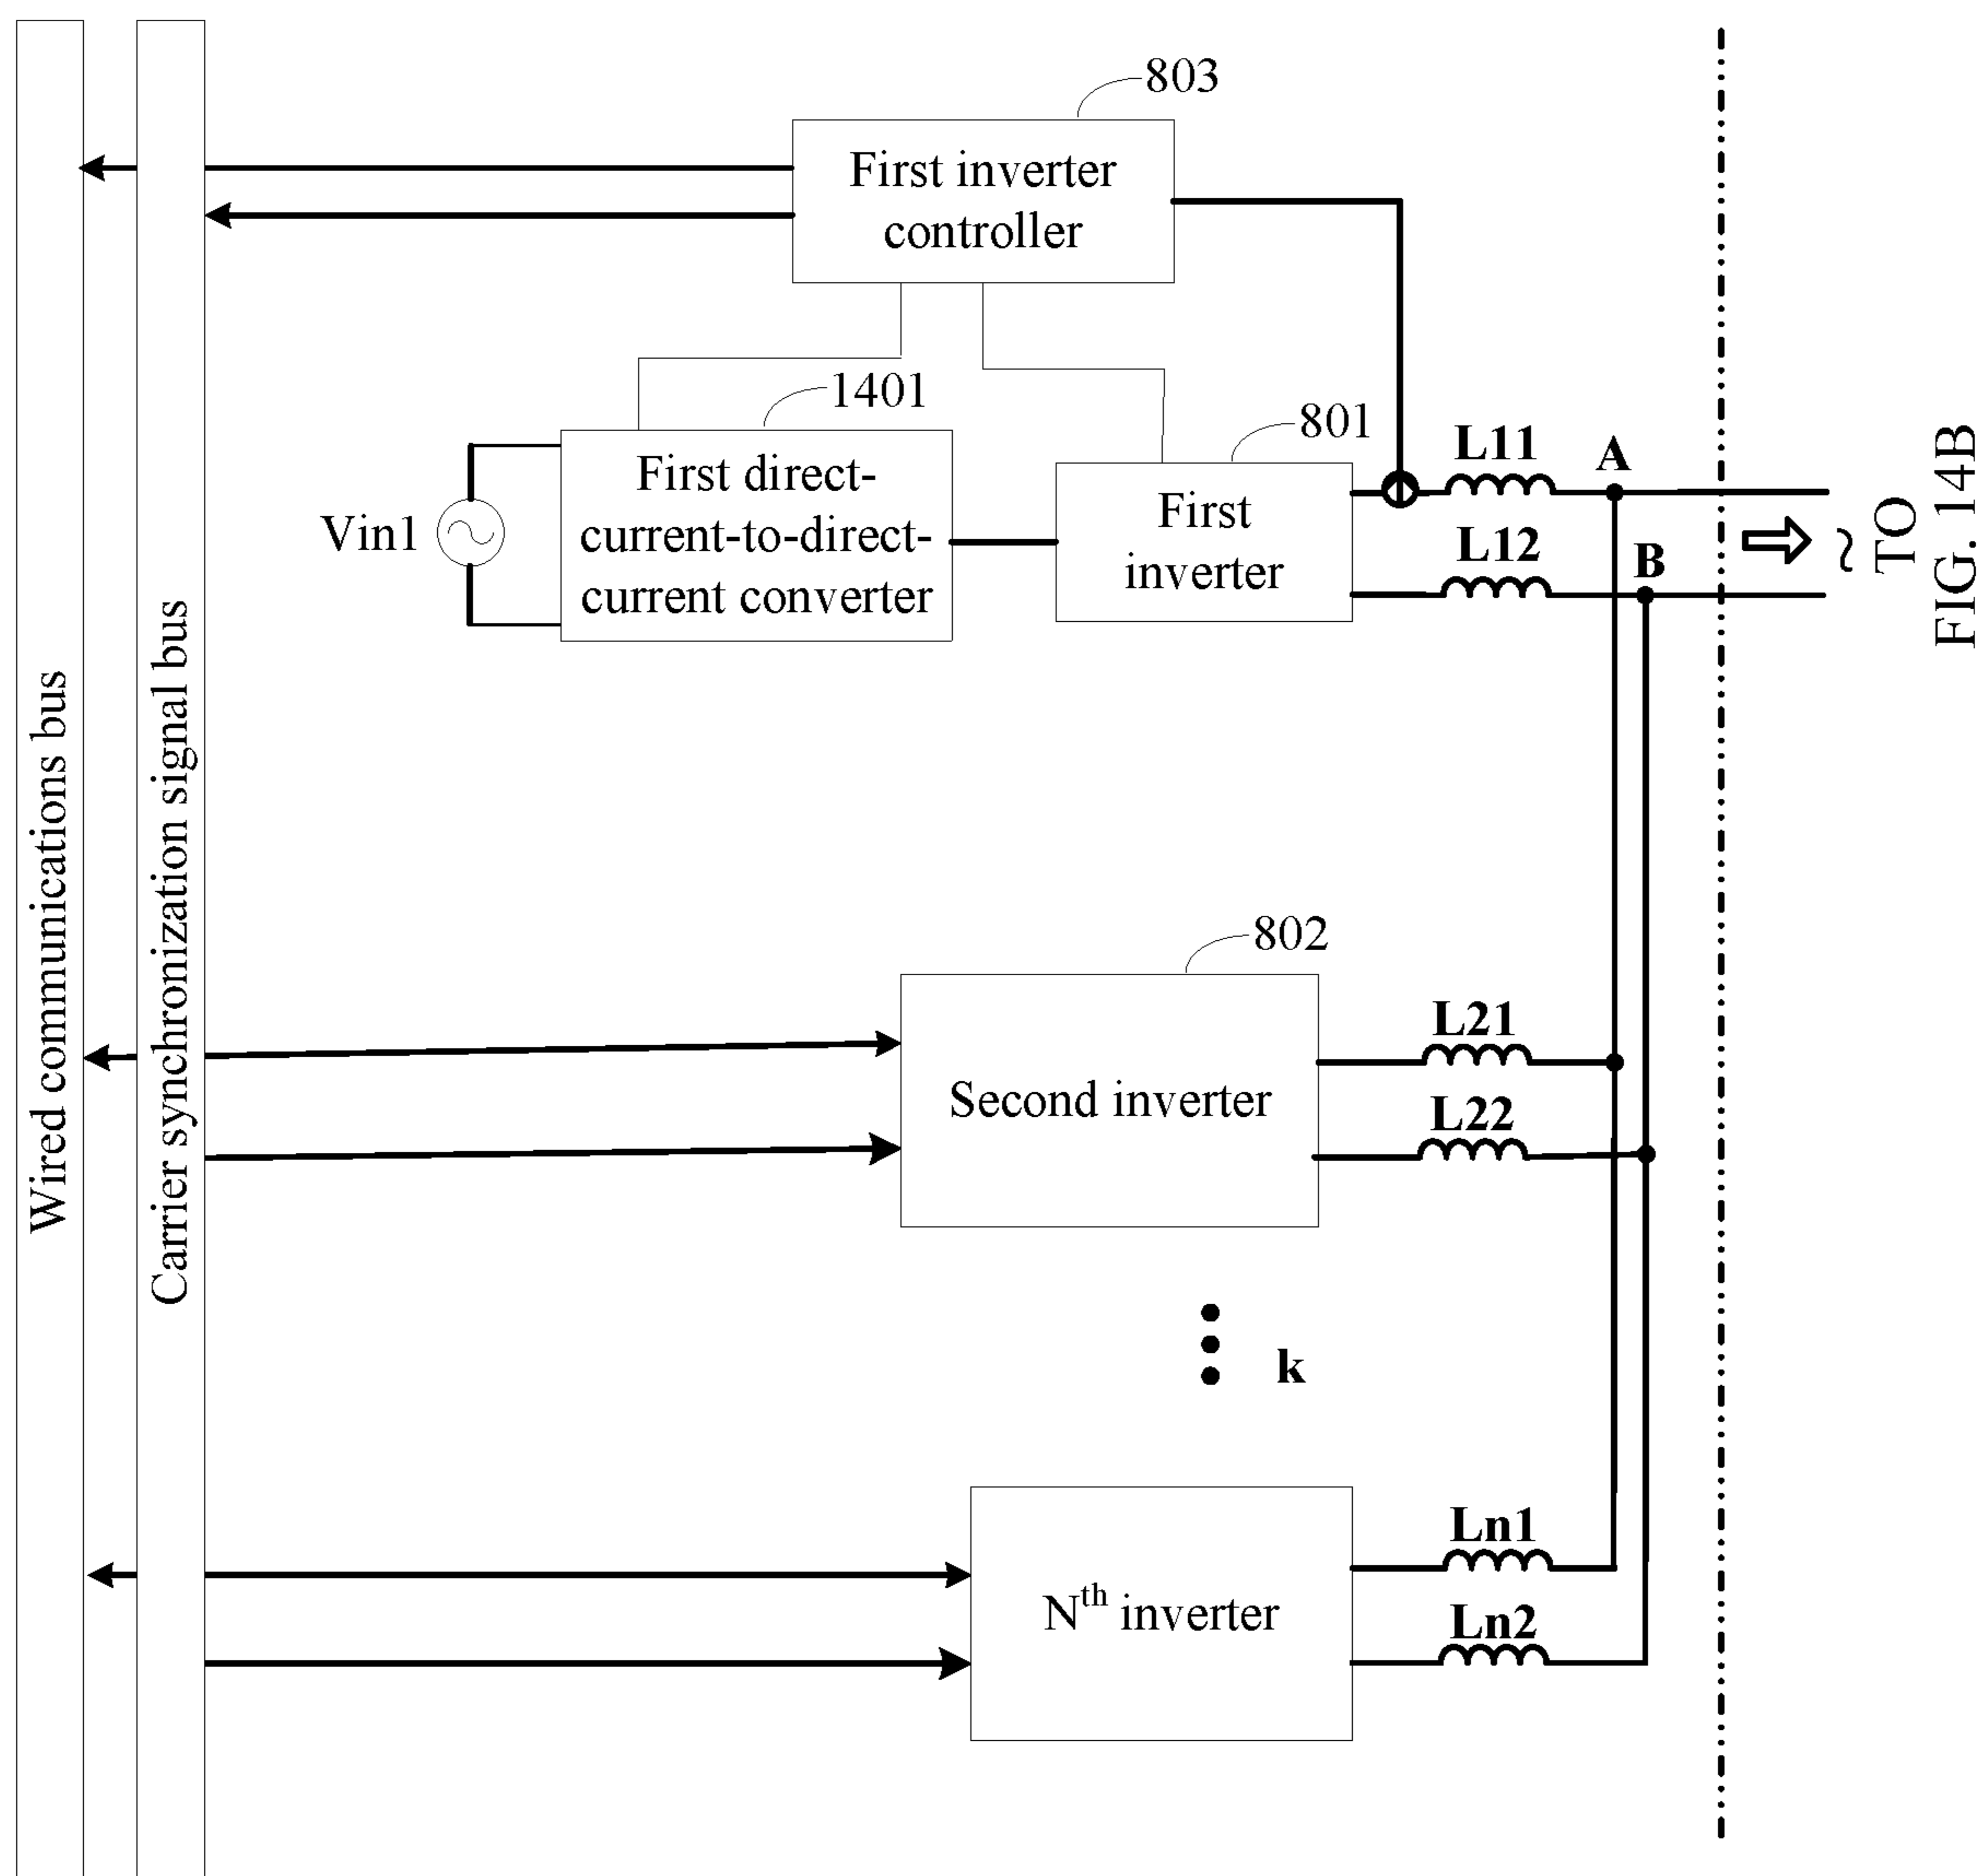 Wired communications bus
Carrier synchronization signal bus
803
First inverter
controller
1401
First direct-
current-to-direct-
current converter
Vin1
801
First
inverter
L11
A
L12
B
~ TO
FIG. 14B
802
Second inverter
L21
L22
k
Nth inverter
Ln1
Ln2